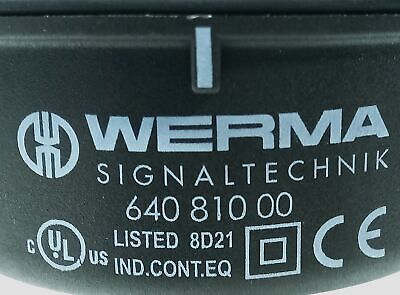 WERMA
SIGNALTECHNIK
640 810 00
LISTED 8D21
C UL US
IND.CONT.EQ
CE